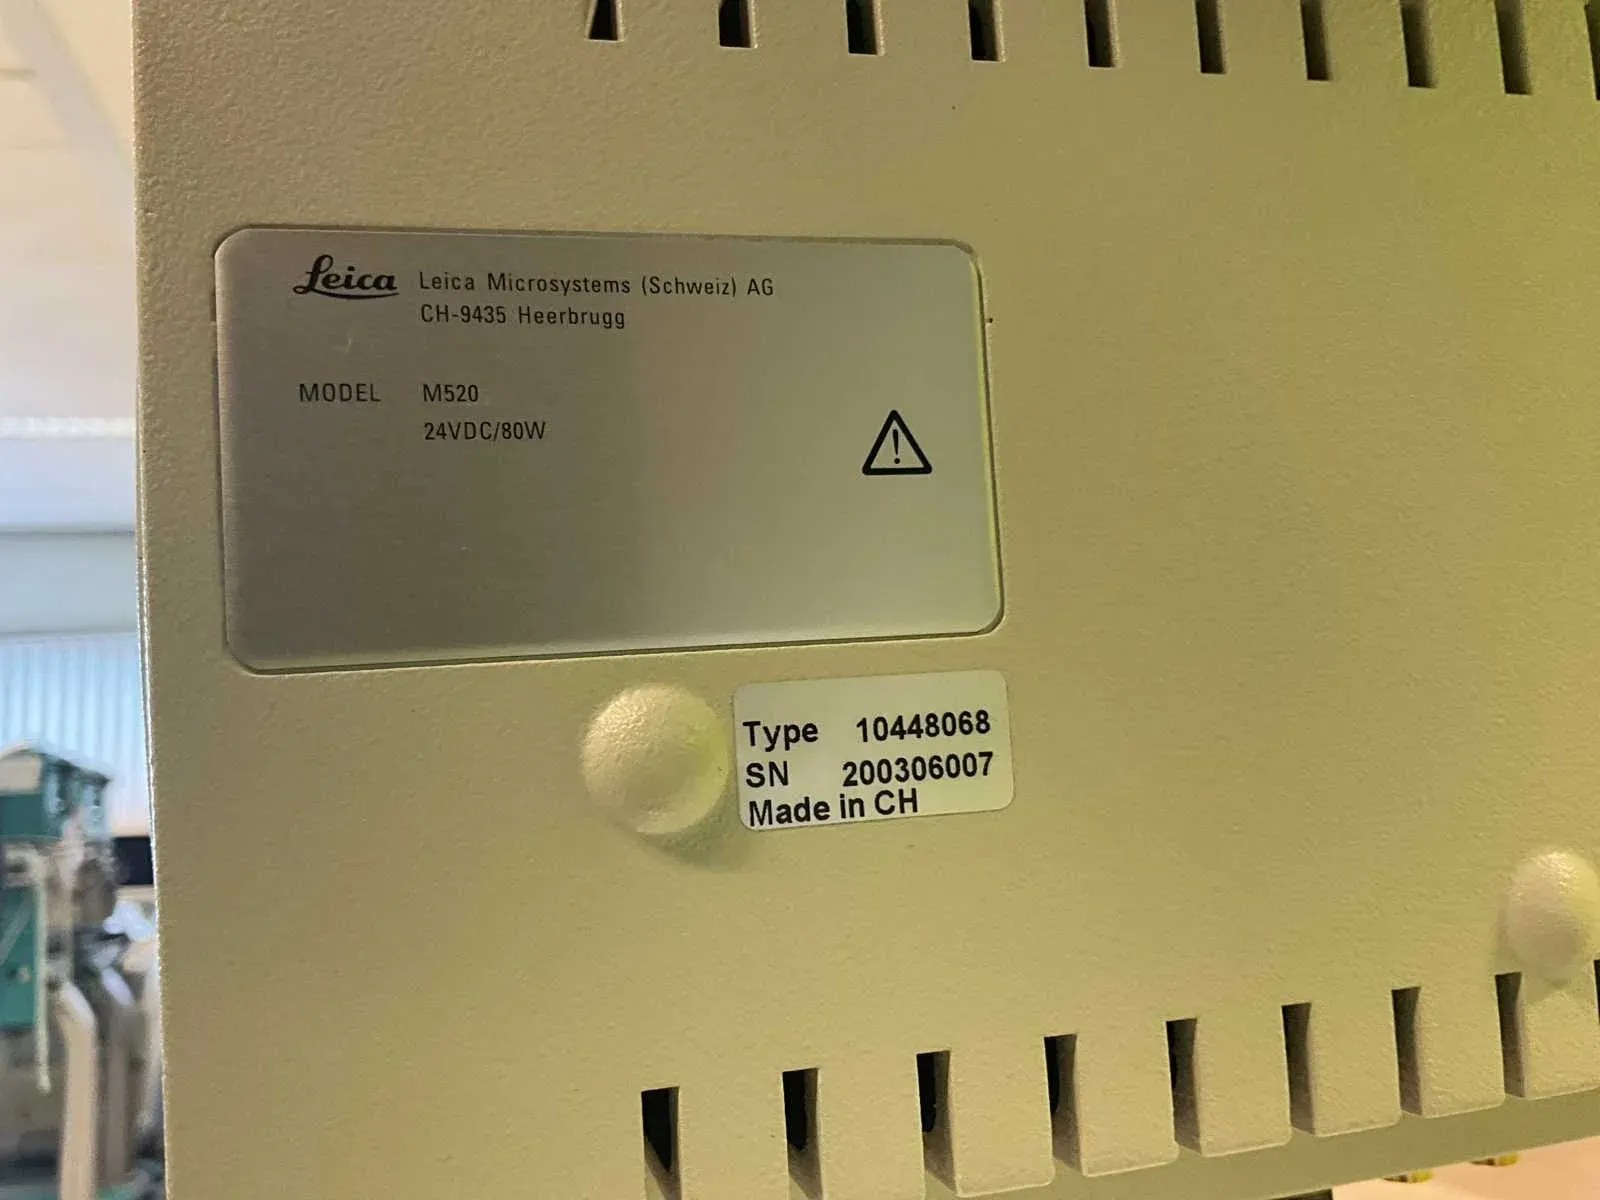 Leica Leica Microsystems (Schweiz) AG
CH-9435 Heerbrugg
MODEL M520
24VDC/80W
Type 10448068
SN 200306007
Made in CH